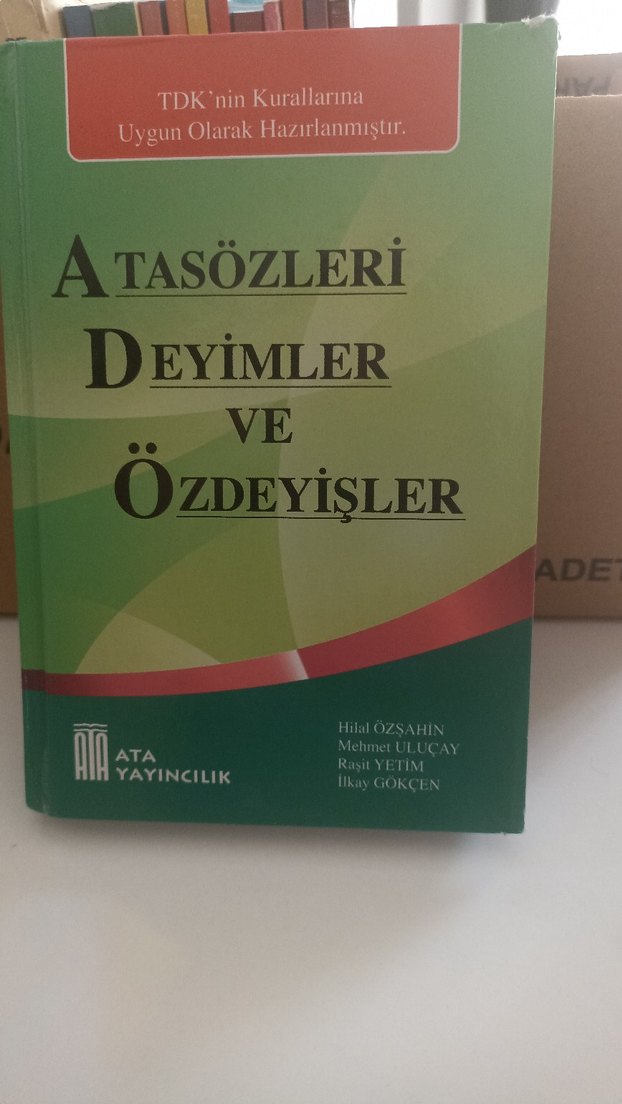 TDK'nin Kurallarına
Uygun Olarak Hazırlanmıştır.
ATASÖZLERİ
DEYİMLER
VE
ÖZDEYİŞLER
ATA
ATA
YAYINCILIK
Hilal ÖZŞAHİN
Mehmet ULUÇAY
Raşit YETİM
İlkay GÖKÇEN
ADET